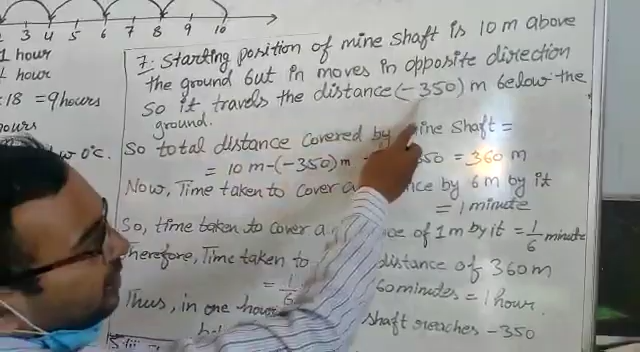 3 4 5 6 7 8 9 10
1 hour
1 hour
÷18 = 9hours
hours
w 0°c.
7: Starting position of mine shaft is 10 m above
the ground but in moves in opposite direction
So it travels the distance (-350) m below the
ground.
So total distance covered by mine shaft =
= 10 m-(-350)m 350 = 360 m
Now, Time taken to cover a nce by 6 m by it
= 1 minute
So, time taken to cover a ce of 1 m by it = 1/6 minute
Therefore, Time taken to distance of 360 m
= 1/6 60 minutes = 1 hour.
Thus, in one hour shaft reaches -350